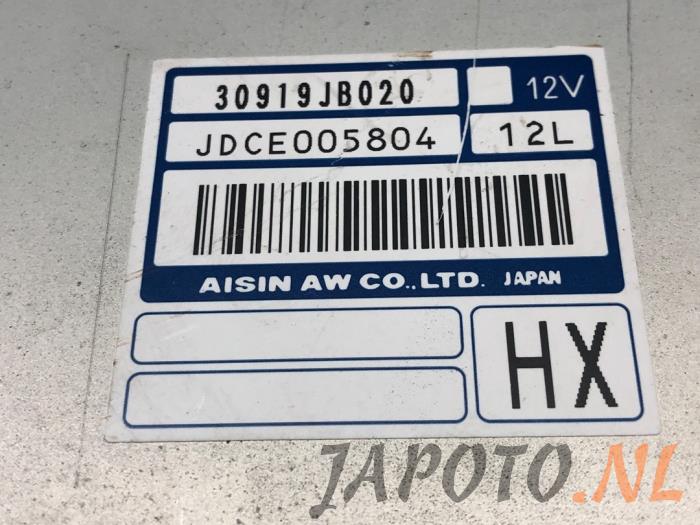 30919JB020 12V
JDCE005804 12L
AISIN AW CO.,LTD. JAPAN
HX
JAPOTO.NL